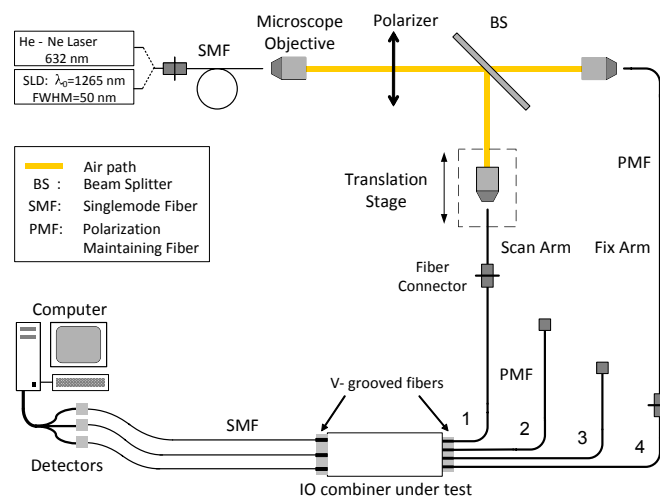 He - Ne Laser
632 nm
SLD: λ₀=1265 nm
FWHM=50 nm
SMF
Microscope
Objective
Polarizer
BS
Air path
BS : Beam Splitter
SMF: Singlemode Fiber
PMF: Polarization
Maintaining Fiber
Translation
Stage
PMF
Scan Arm
Fix Arm
Fiber
Connector
Computer
PMF
V- grooved fibers
1
2
3
4
SMF
Detectors
IO combiner under test